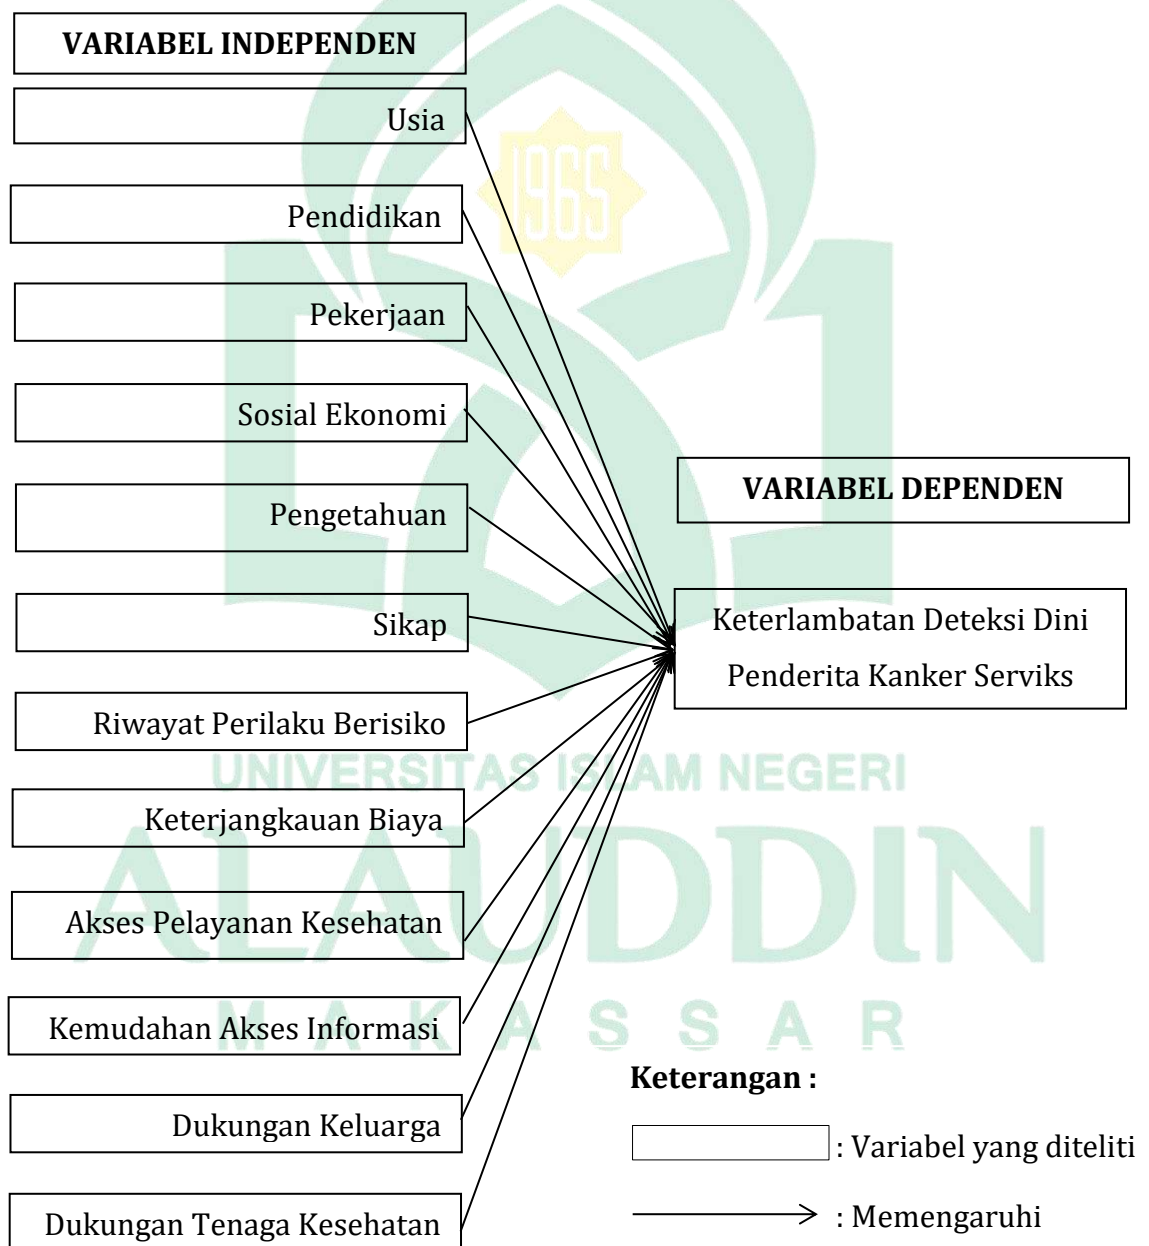 VARIABEL INDEPENDEN
Usia
1965
Pendidikan
Pekerjaan
Sosial Ekonomi
VARIABEL DEPENDEN
Pengetahuan
Keterlambatan Deteksi Dini
Penderita Kanker Serviks
Sikap
Riwayat Perilaku Berisiko
UNIVERSITAS ISLAM NEGERI
Keterjangkauan Biaya
ALAUDDIN
Akses Pelayanan Kesehatan
MAKASSAR
Kemudahan Akses Informasi
Dukungan Keluarga
Dukungan Tenaga Kesehatan
Keterangan :
: Variabel yang diteliti
: Memengaruhi